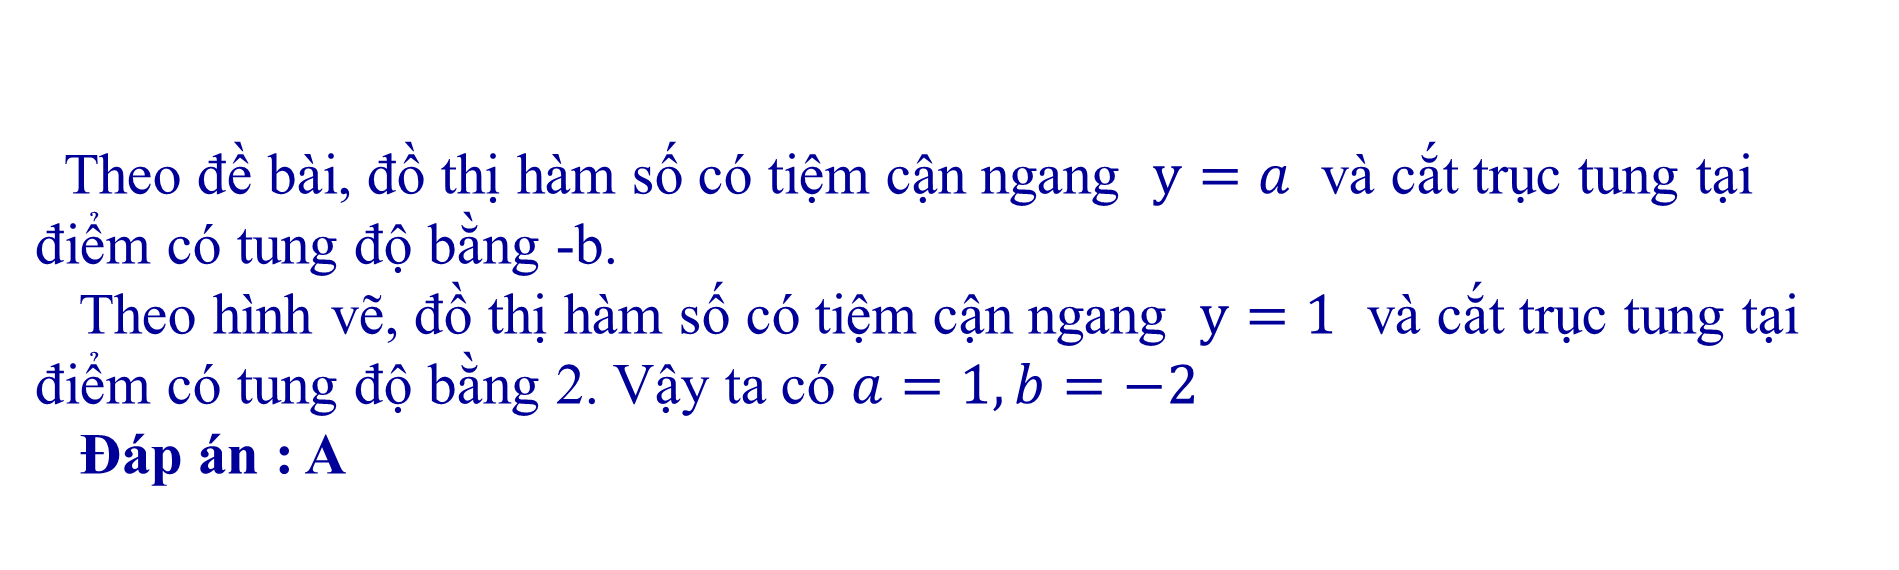 Theo đề bài, đồ thị hàm số có tiệm cận ngang y = a và cắt trục tung tại
điểm có tung độ bằng -b.
Theo hình vẽ, đồ thị hàm số có tiệm cận ngang y = 1 và cắt trục tung tại
điểm có tung độ bằng 2. Vậy ta có a = 1, b = −2
Đáp án : A